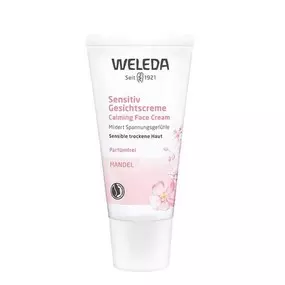 WELEDA
Seit 1921
Sensitiv
Gesichtscreme
Calming Face Cream
Mildert Spannungsgefühle
Sensible trockene Haut
Parfümfrei
MANDEL